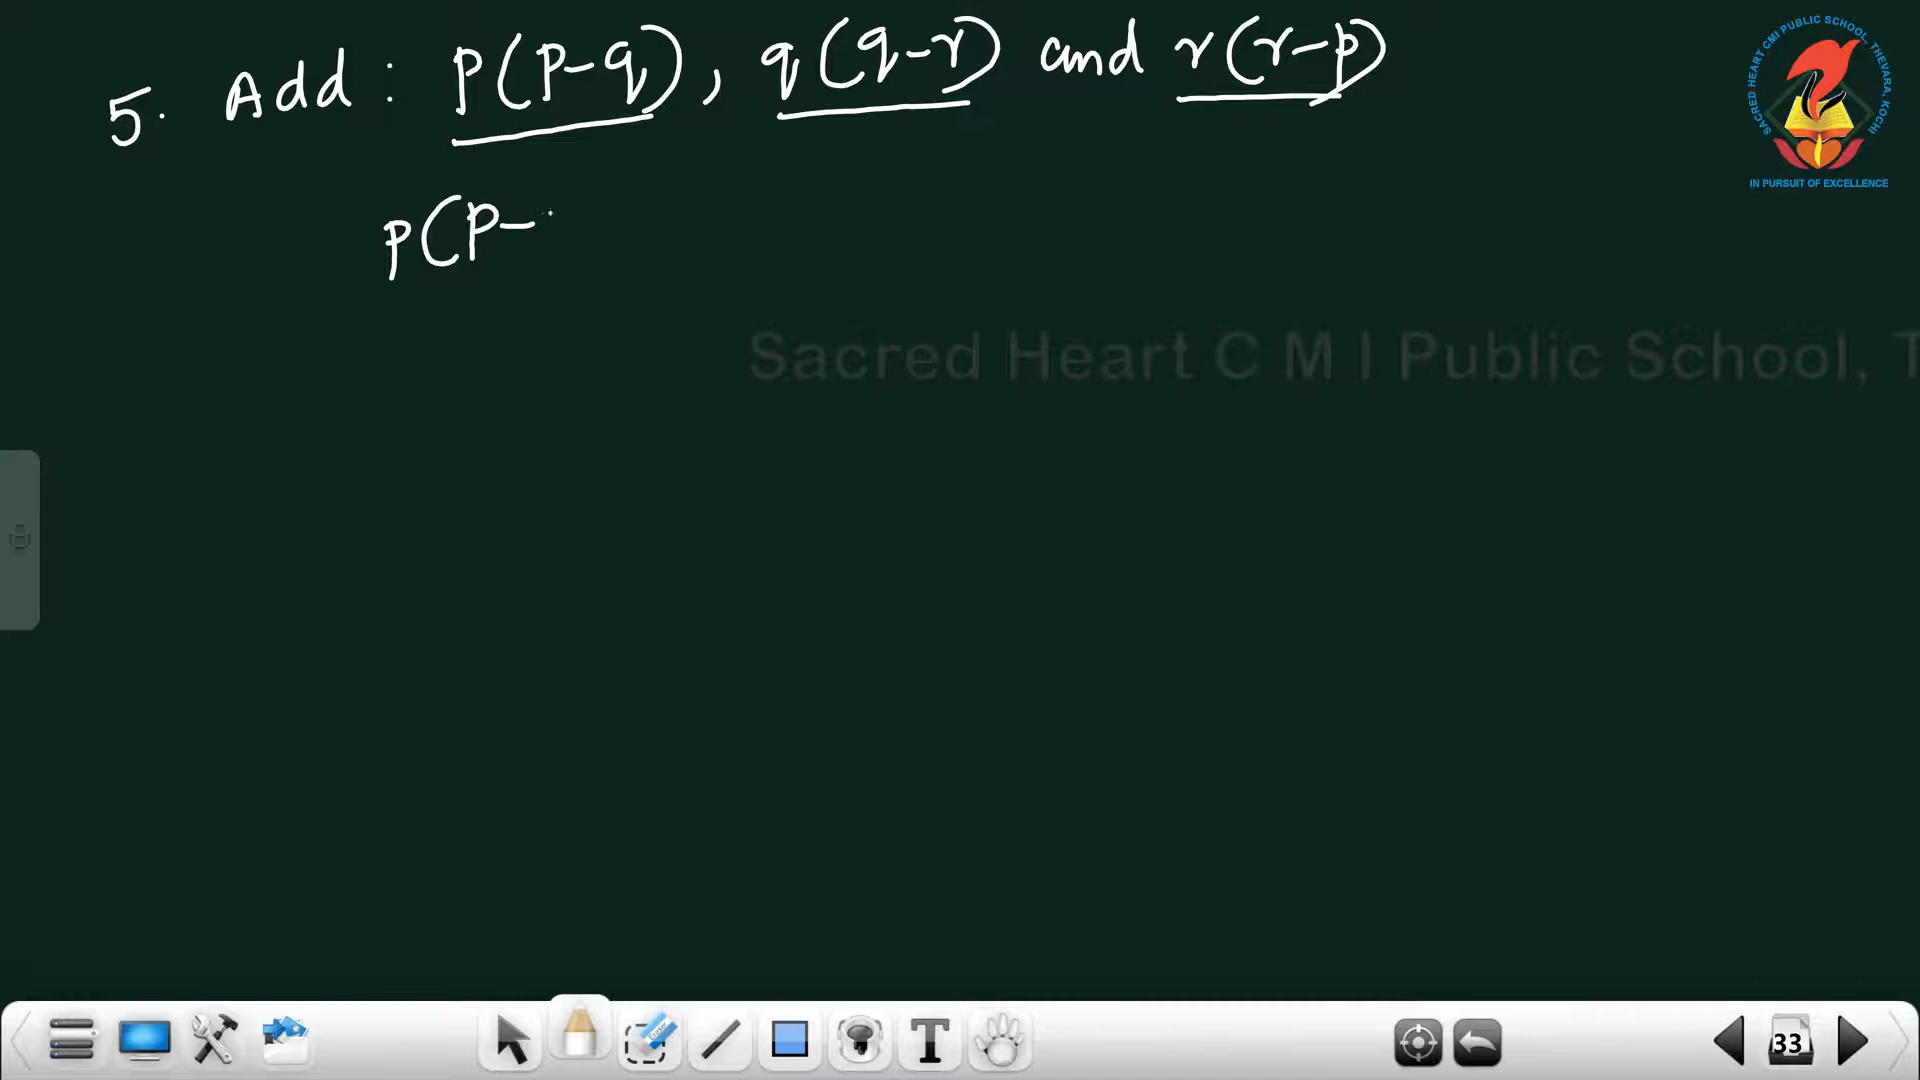 5. Add : p(p-q), q(q-r) and r(r-p)
p(p-
SACRED HEART CMI PUBLIC SCHOOL, THEVARA, KOCHI
IN PURSUIT OF EXCELLENCE
Sacred Heart C M I Public School, T
Eraser
T
33